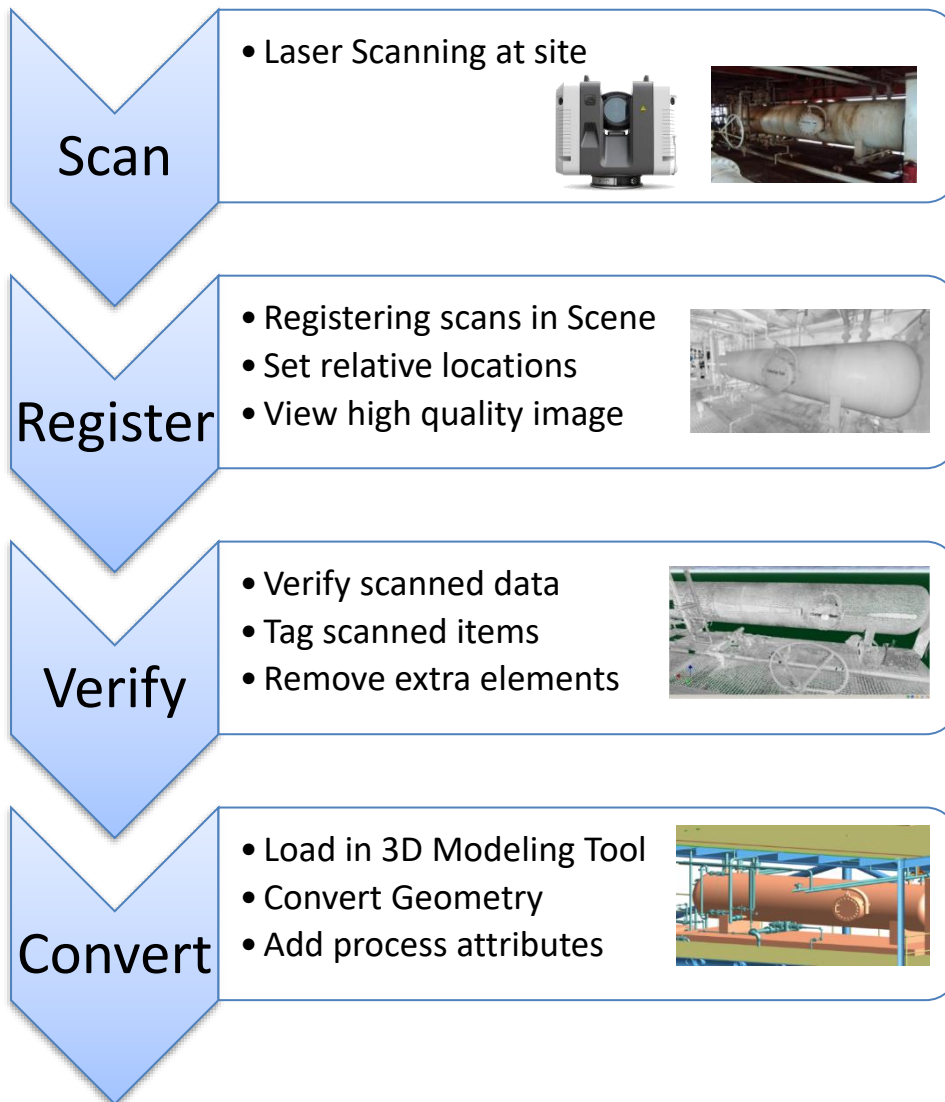 Scan
• Laser Scanning at site
Register
• Registering scans in Scene
• Set relative locations
• View high quality image
Verify
• Verify scanned data
• Tag scanned items
• Remove extra elements
Convert
• Load in 3D Modeling Tool
• Convert Geometry
• Add process attributes